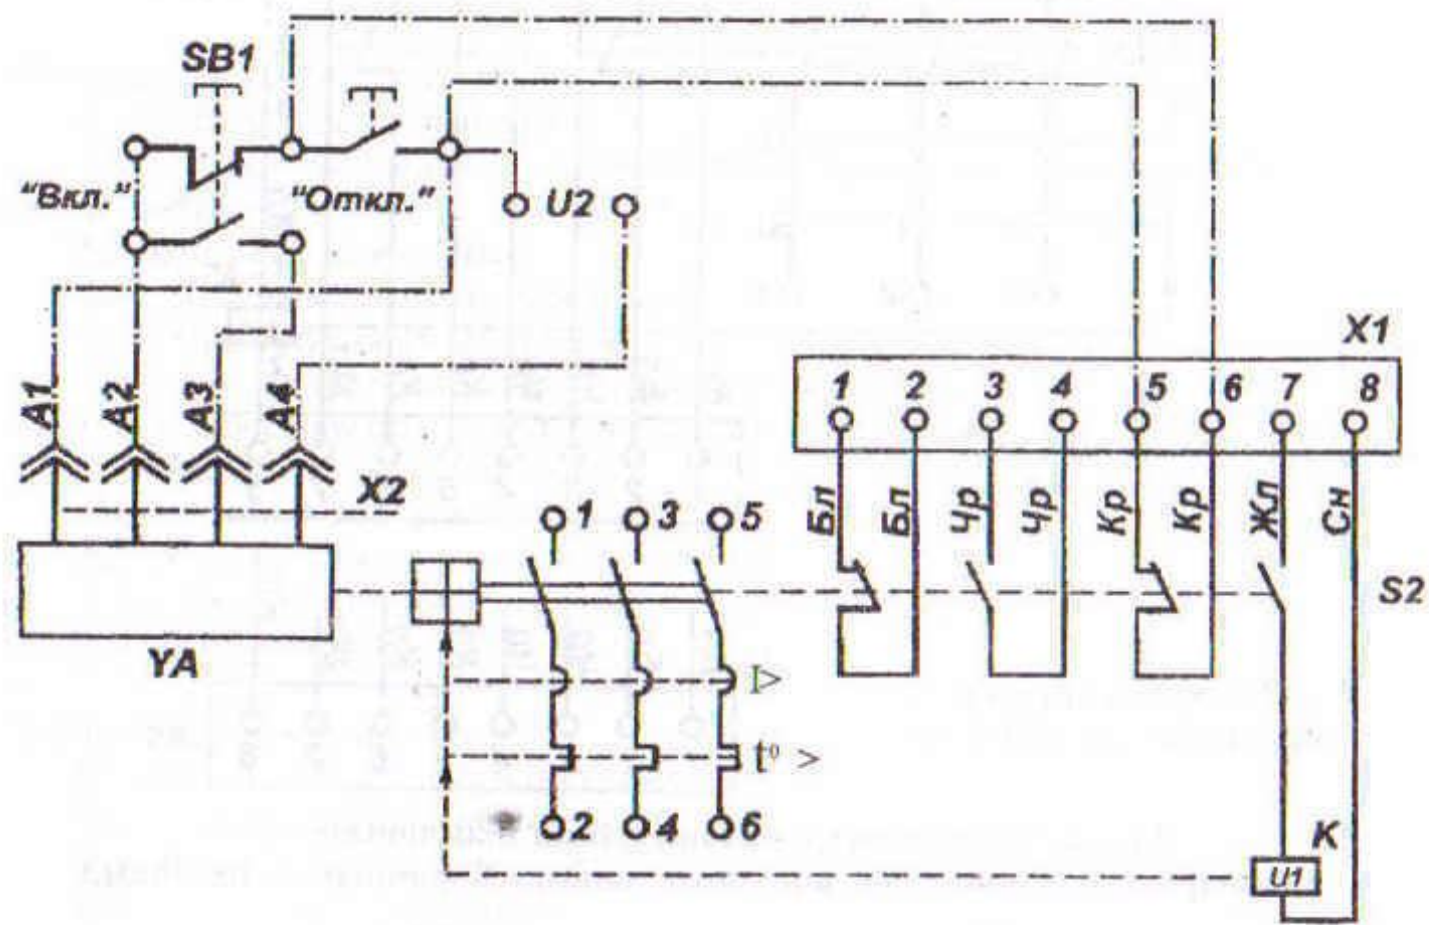 SB1
"Вкл."
"Откл."
U2
X1
1 2 3 4 5 6 7 8
A1 A2 A3 A4
X2
Бл Бл Чр Чр Кр Кр Жл Сн
1 3 5
S2
YA
I>
t° >
2 4 6
K
U1